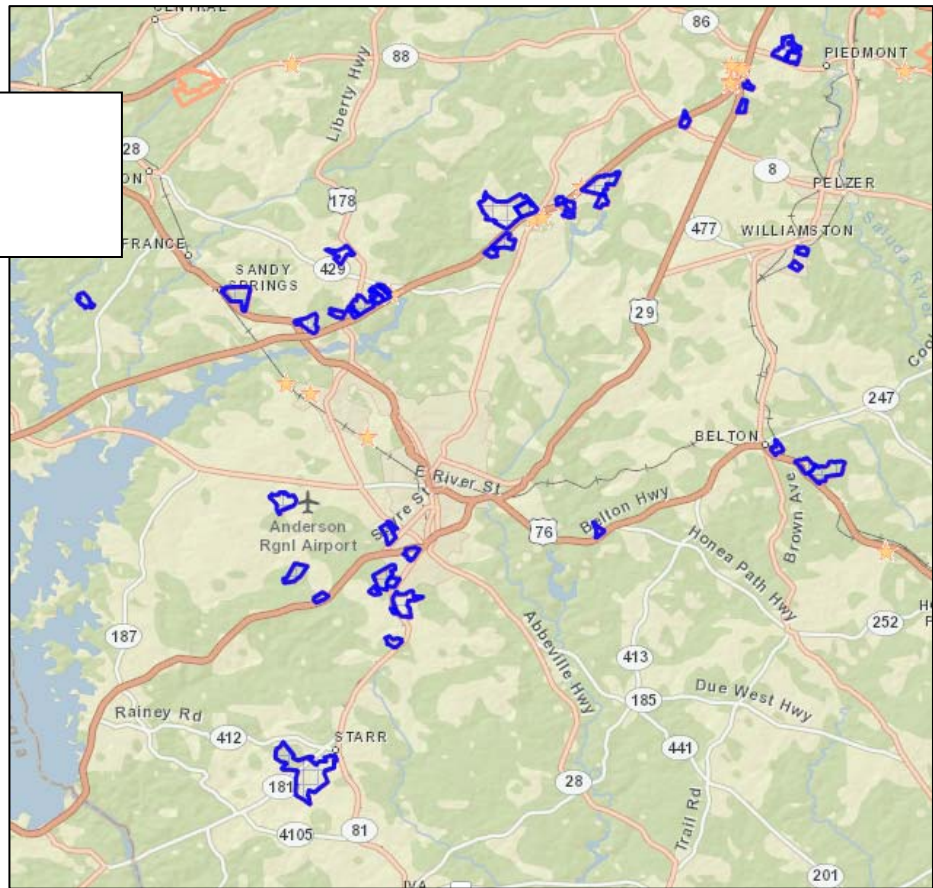 CENTRAL
86
88
PIEDMONT
Liberty Hwy
28
ON
8
PELZER
178
FRANCE
477
WILLIAMSTON
Saluda River
SANDY
SPRINGS
429
29
247
BELTON
E River St
Belton Hwy
Anderson
Rgnl Airport
76
Brown Ave
Honea Path Hwy
187
252
Abbeville Hwy
413
185
Due West Hwy
Rainey Rd
412
STARR
441
181
28
Trail Rd
4105
81
201
IVA